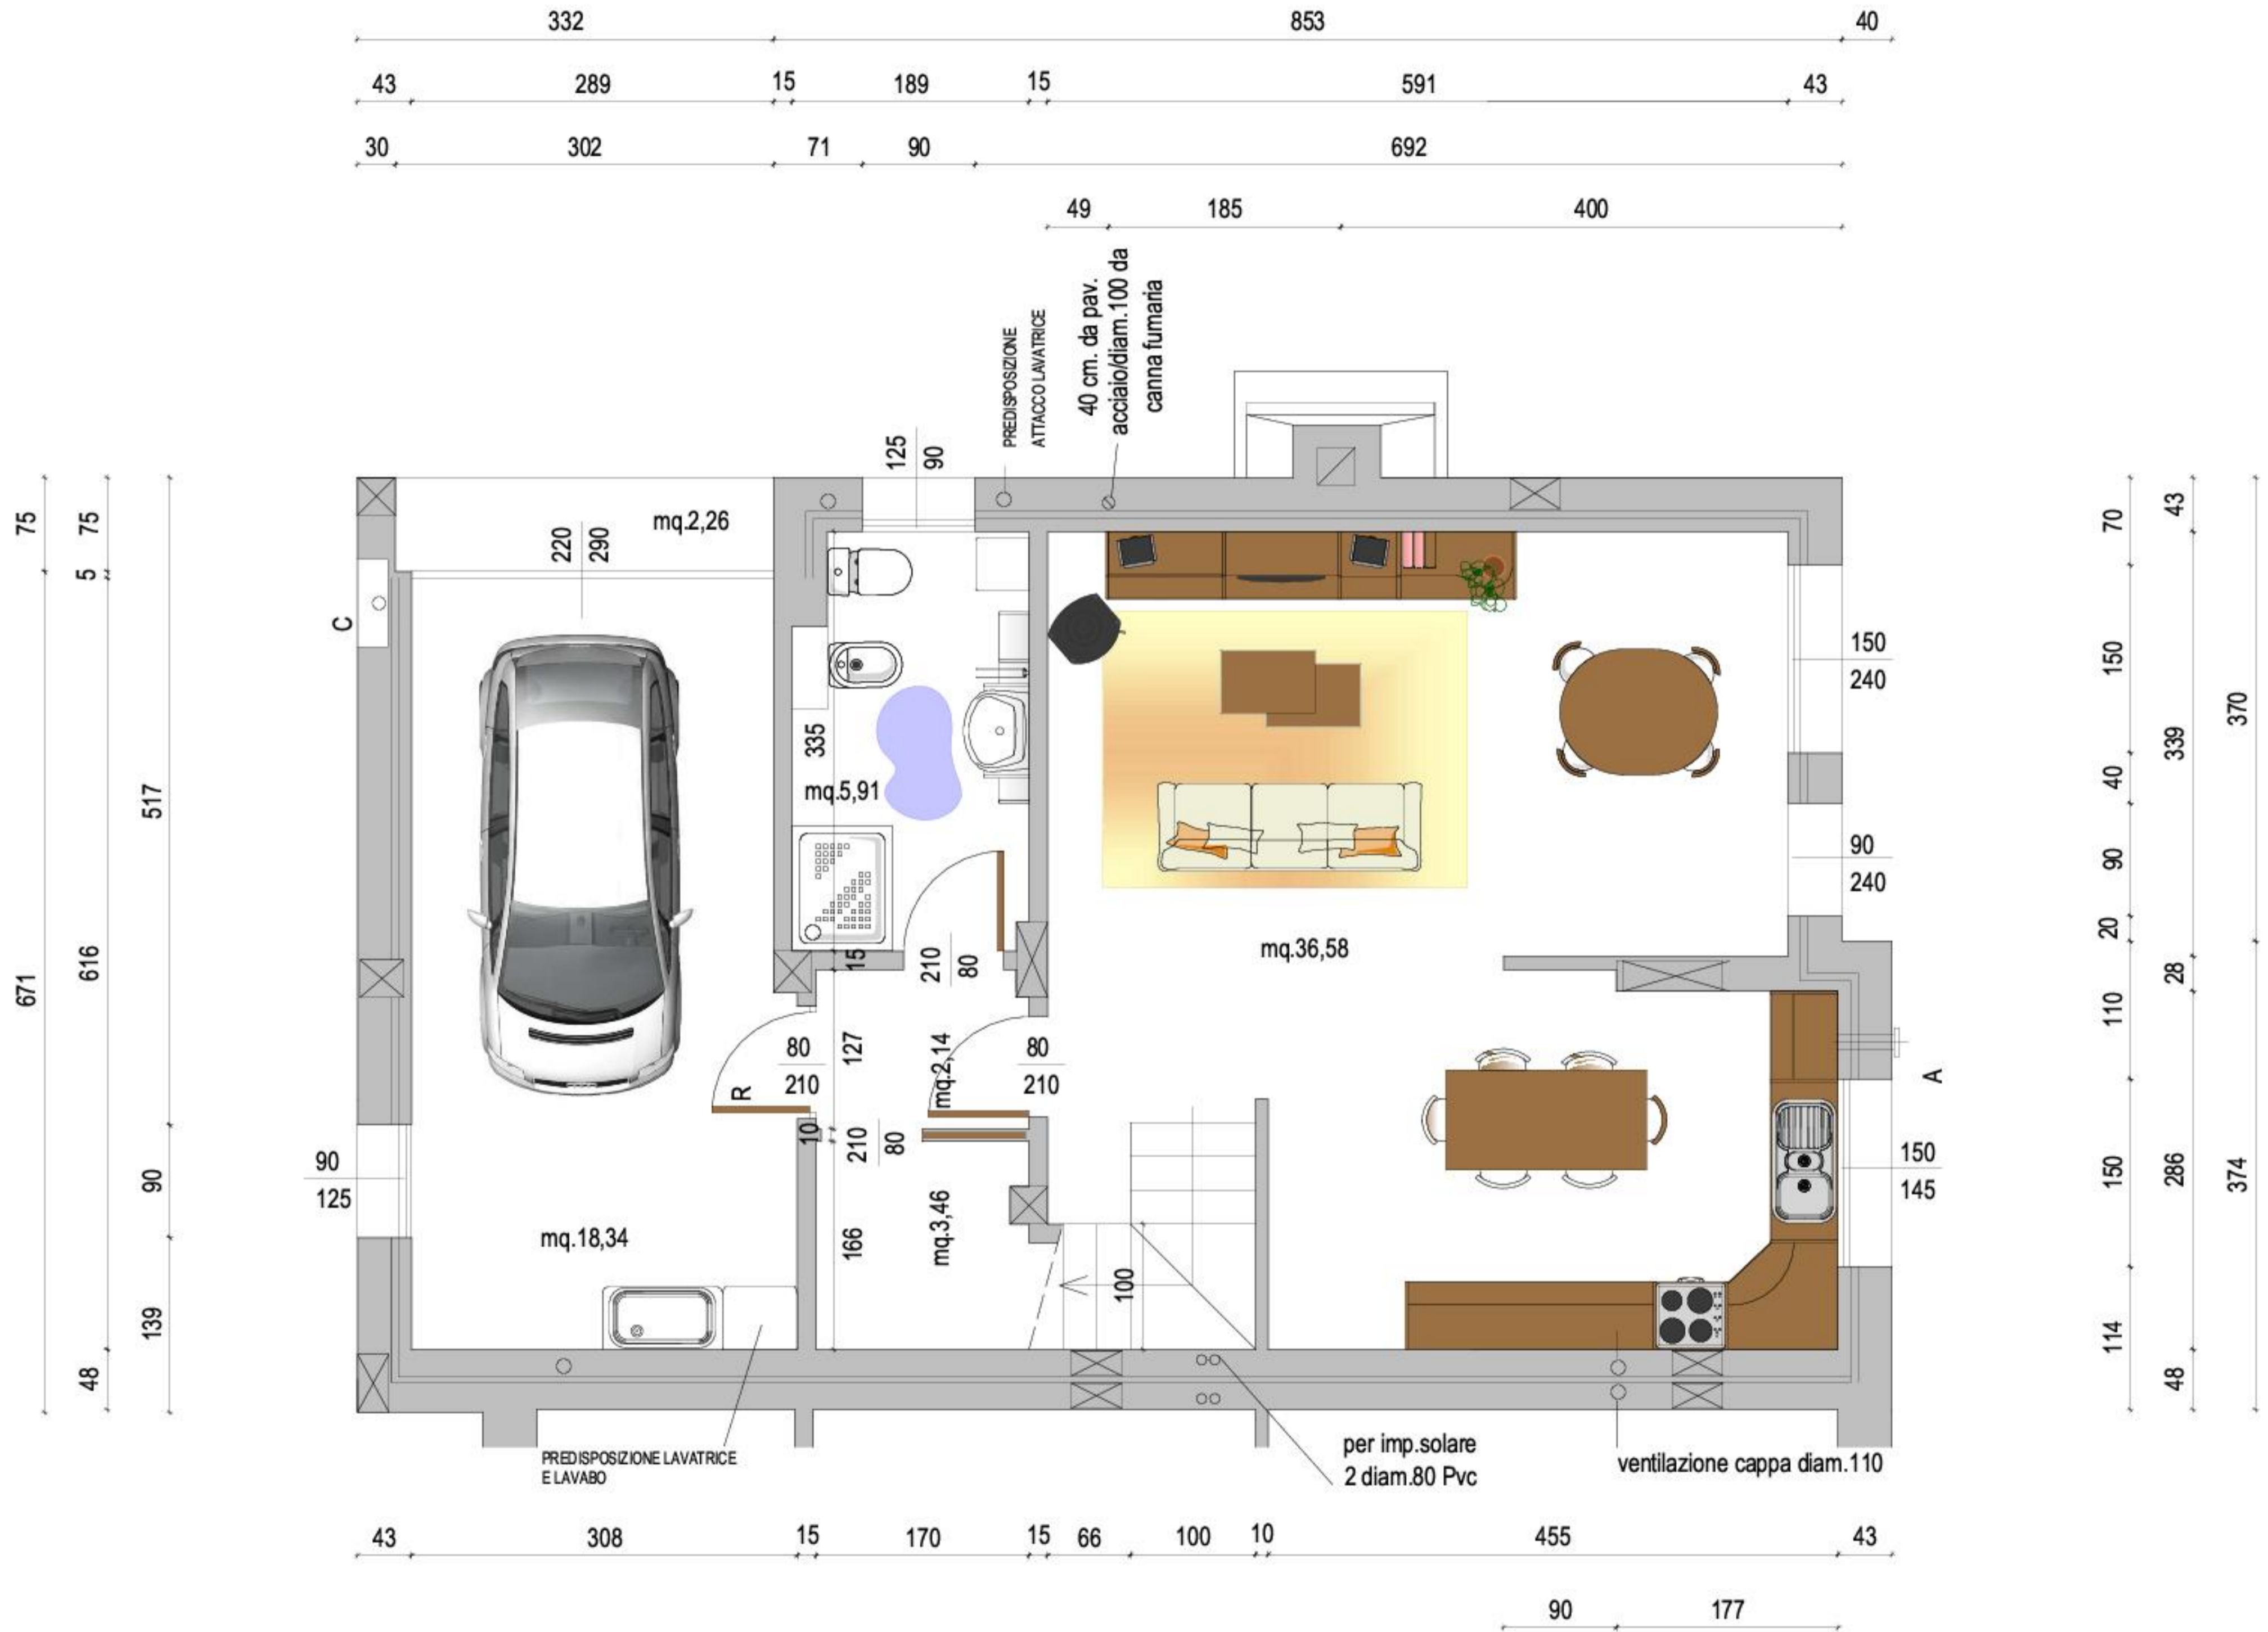 332 853 40
43 289 15 189 15 591 43
30 302 71 90 692
49 185 400
PREDISPOSIZIONE
ATTACCO LAVATRICE
40 cm. da pav.
acciaio/diam.100 da
canna fumaria
125
90
75
671
75
5
616
48
517
90
139
C
220
290
mq.2,26
335
mq.5,91
15
210
80
mq.36,58
150
240
90
240
70
150
40
90
20
110
150
114
43
339
28
286
48
370
374
80
210
R
127
mq.2,14
80
210
10
210
80
166
mq.3,46
100
90
125
mq.18,34
A
150
145
PREDISPOSIZIONE LAVATRICE
E LAVABO
per imp.solare
2 diam.80 Pvc
ventilazione cappa diam.110
43 308 15 170 15 66 100 10 455 43
90 177